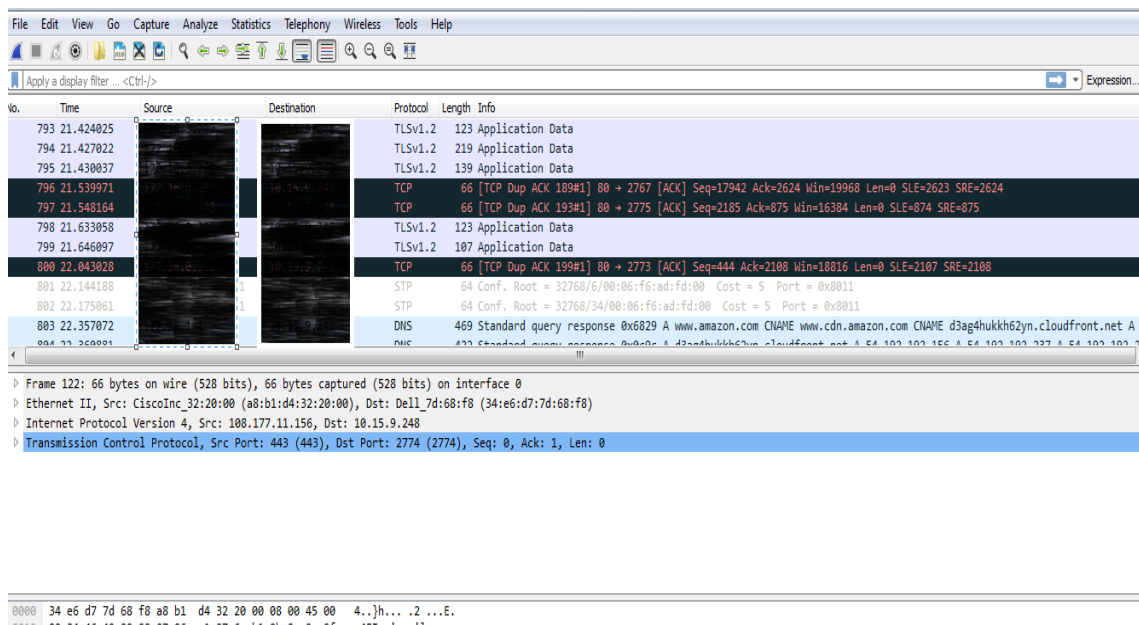 File Edit View Go Capture Analyze Statistics Telephony Wireless Tools Help
Apply a display filter ... <Ctrl-/> Expression...
No. Time Source Destination Protocol Length Info
793 21.424025 TLSv1.2 123 Application Data
794 21.427022 TLSv1.2 219 Application Data
795 21.430037 TLSv1.2 139 Application Data
796 21.539971 TCP 66 [TCP Dup ACK 189#1] 80 → 2767 [ACK] Seq=17942 Ack=2624 Win=19968 Len=0 SLE=2623 SRE=2624
797 21.548164 TCP 66 [TCP Dup ACK 193#1] 80 → 2775 [ACK] Seq=2185 Ack=875 Win=16384 Len=0 SLE=874 SRE=875
798 21.633058 TLSv1.2 123 Application Data
799 21.646097 TLSv1.2 107 Application Data
800 22.043028 TCP 66 [TCP Dup ACK 199#1] 80 → 2773 [ACK] Seq=444 Ack=2108 Win=18816 Len=0 SLE=2107 SRE=2108
801 22.144188 STP 64 Conf. Root = 32768/6/00:06:f6:ad:fd:00 Cost = 5 Port = 0x8011
802 22.175061 STP 64 Conf. Root = 32768/34/00:06:f6:ad:fd:00 Cost = 5 Port = 0x8011
803 22.357072 DNS 469 Standard query response 0x6829 A www.amazon.com CNAME www.cdn.amazon.com CNAME d3ag4hukkh62yn.cloudfront.net A
Frame 122: 66 bytes on wire (528 bits), 66 bytes captured (528 bits) on interface 0
Ethernet II, Src: CiscoInc_32:20:00 (a8:b1:d4:32:20:00), Dst: Dell_7d:68:f8 (34:e6:d7:7d:68:f8)
Internet Protocol Version 4, Src: 108.177.11.156, Dst: 10.15.9.248
Transmission Control Protocol, Src Port: 443 (443), Dst Port: 2774 (2774), Seq: 0, Ack: 1, Len: 0
0000 34 e6 d7 7d 68 f8 a8 b1 d4 32 20 00 08 00 45 00 4..}h... .2 ...E.